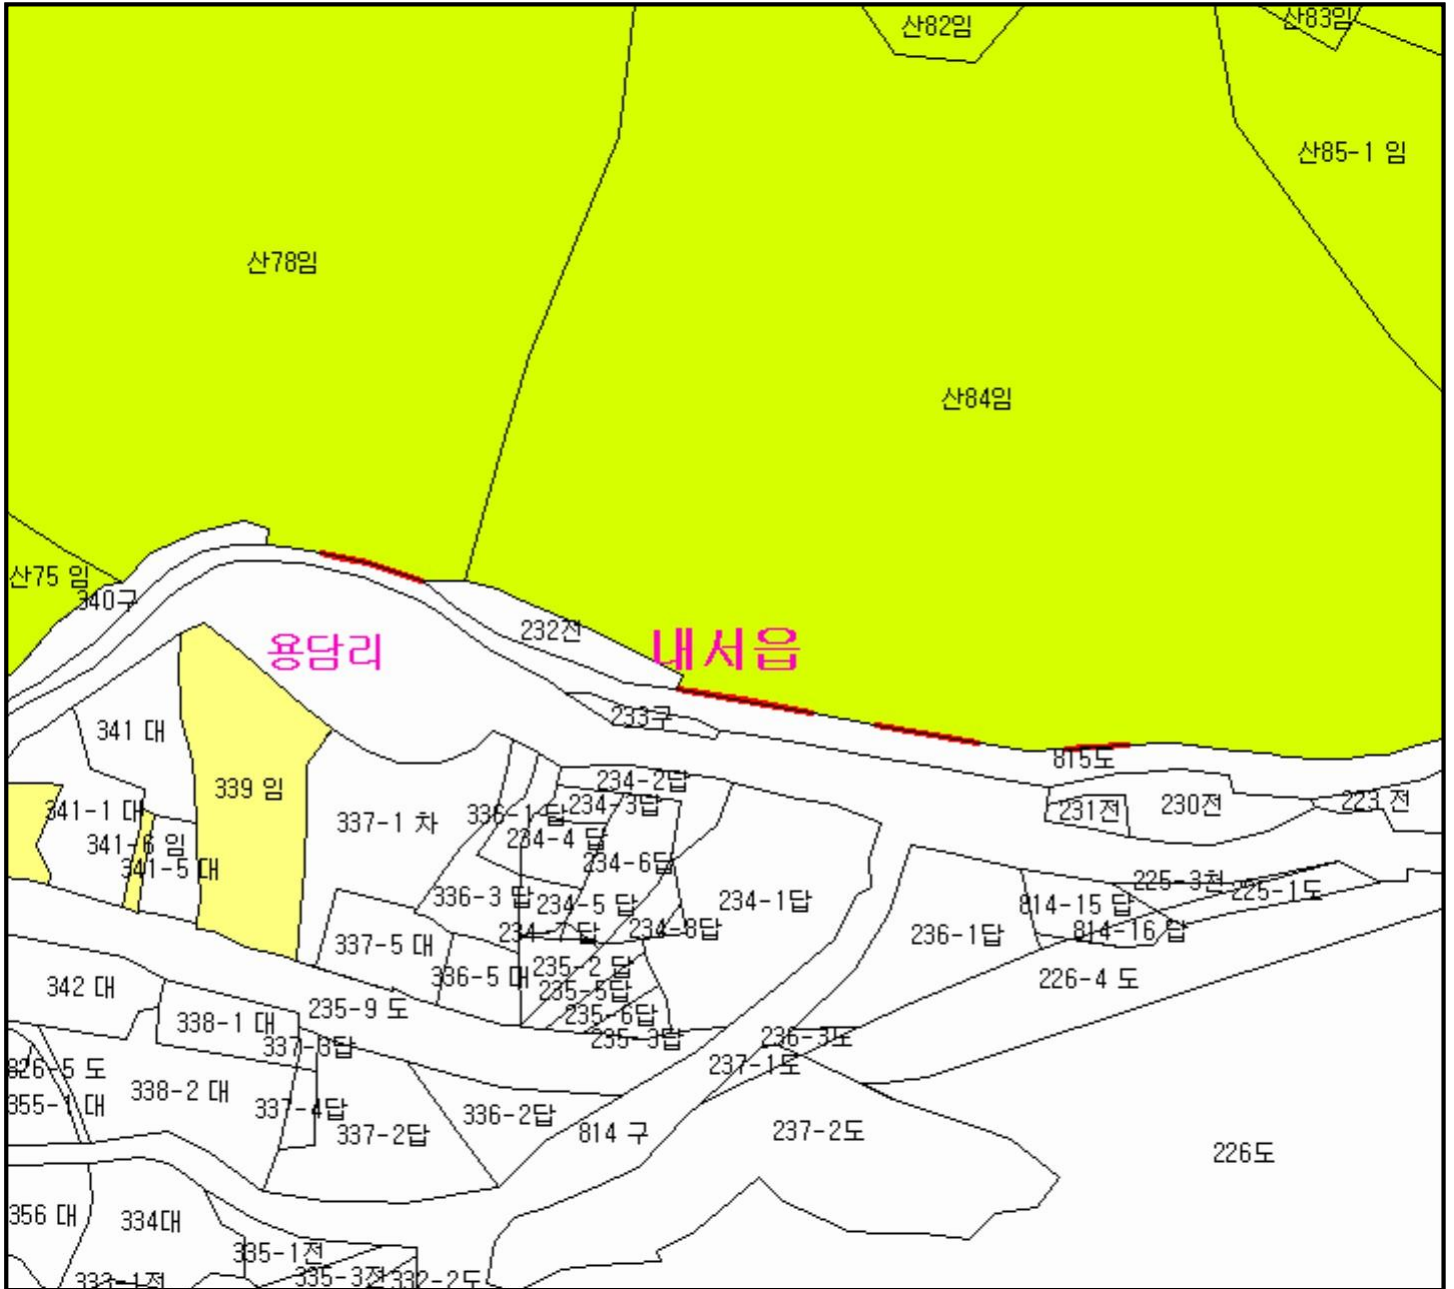 산82임
산83임
산85-1 임
산78임
산84임
산75 임
340구
232전
용담리
내서읍
233구
341 대
815도
339 임
234-2답
341-1 대
336-1답
234-3답
231전
230전
223 전
337-1 차
341-6 임
234-4 답
341-5 대
234-6답
225-3천
225-1도
336-3 답
234-5 답
234-1답
814-15 답
337-5 대
234-8답
236-1답
814-16 답
336-5 대
235-2 답
226-4 도
342 대
235-5답
235-9 도
235-6답
338-1 대
235-3답
236-3도
237-1도
826-5 도
338-2 대
355-1 대
337-4답
336-2답
337-2답
814 구
237-2도
226도
356 대
334대
335-1전
333-1전
335-3전
332-2도